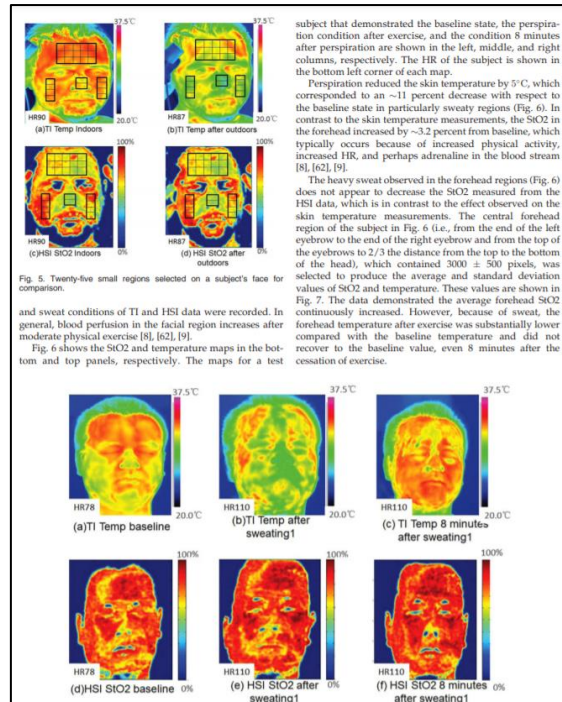 37.5℃
20.0℃
HR90
(a)TI Temp Indoors
37.5℃
20.0℃
HR87
(b)TI Temp after outdoors
100%
0%
HR90
(c)HSI StO2 Indoors
100%
0%
HR87
(d) HSI StO2 after
outdoors
Fig. 5. Twenty-five small regions selected on a subject's face for
comparison.
and sweat conditions of TI and HSI data were recorded. In
general, blood perfusion in the facial region increases after
moderate physical exercise [8], [62], [9].
Fig. 6 shows the StO2 and temperature maps in the bot-
tom and top panels, respectively. The maps for a test
subject that demonstrated the baseline state, the perspira-
tion condition after exercise, and the condition 8 minutes
after perspiration are shown in the left, middle, and right
columns, respectively. The HR of the subject is shown in
the bottom left corner of each map.
Perspiration reduced the skin temperature by 5°C, which
corresponded to an ~11 percent decrease with respect to
the baseline state in particularly sweaty regions (Fig. 6). In
contrast to the skin temperature measurements, the StO2 in
the forehead increased by ~3.2 percent from baseline, which
typically occurs because of increased physical activity,
increased HR, and perhaps adrenaline in the blood stream
[8], [62], [9].
The heavy sweat observed in the forehead regions (Fig. 6)
does not appear to decrease the StO2 measured from the
HSI data, which is in contrast to the effect observed on the
skin temperature measurements. The central forehead
region of the subject in Fig. 6 (i.e., from the end of the left
eyebrow to the end of the right eyebrow and from the top of
the eyebrows to 2/3 the distance from the top to the bottom
of the head), which contained 3000 ± 500 pixels, was
selected to produce the average and standard deviation
values of StO2 and temperature. These values are shown in
Fig. 7. The data demonstrated the average forehead StO2
continuously increased. However, because of sweat, the
forehead temperature after exercise was substantially lower
compared with the baseline temperature and did not
recover to the baseline value, even 8 minutes after the
cessation of exercise.
37.5℃
20.0℃
HR78
(a)TI Temp baseline
37.5℃
20.0℃
HR110
(b)TI Temp after
sweating1
37.5℃
20.0℃
HR110
(c) TI Temp 8 minutes
after sweating1
100%
0%
HR78
(d)HSI StO2 baseline
100%
0%
HR110
(e) HSI StO2 after
sweating1
100%
0%
HR110
(f) HSI StO2 8 minutes
after sweating1